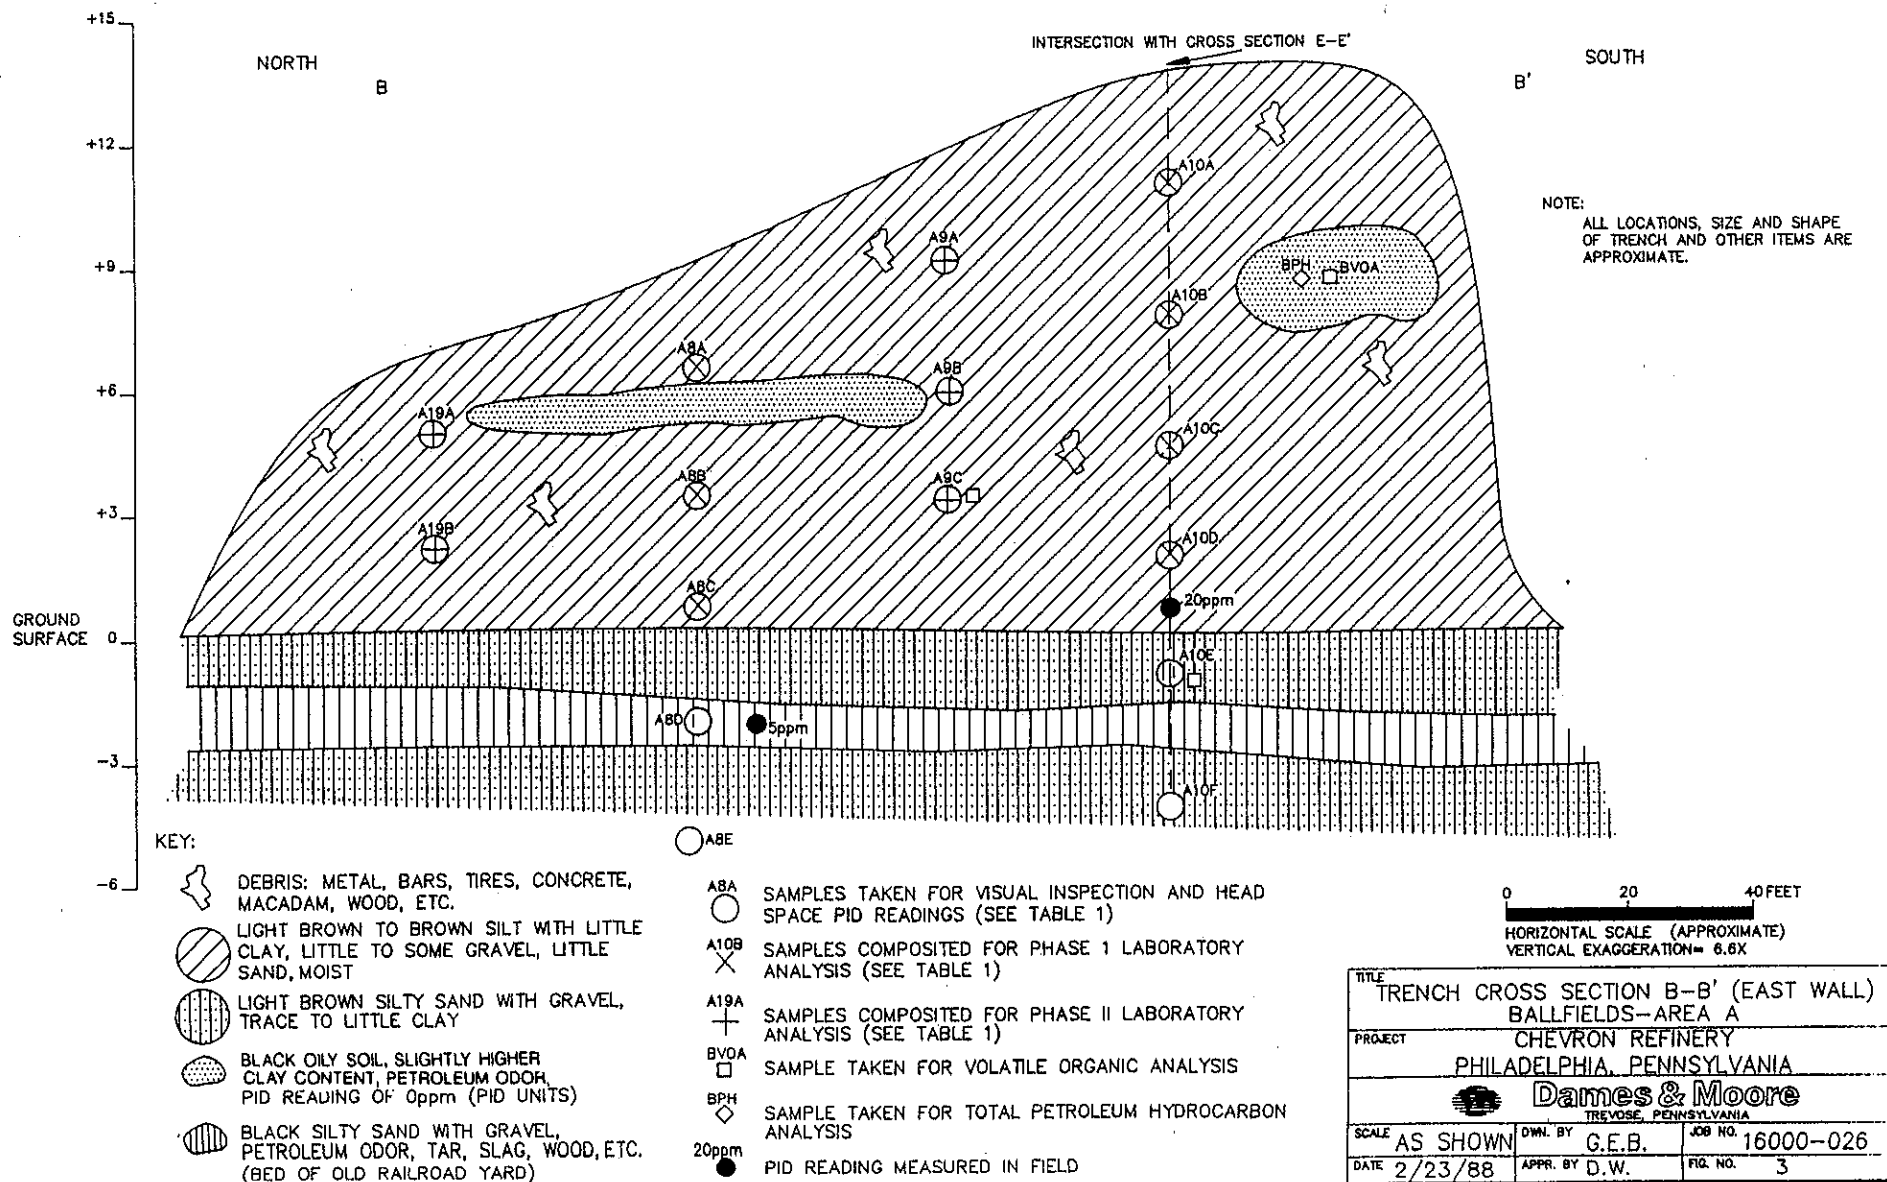 +15
INTERSECTION WITH CROSS SECTION E-E'
NORTH
SOUTH
B
B'
+12
A10A
NOTE:
ALL LOCATIONS, SIZE AND SHAPE
OF TRENCH AND OTHER ITEMS ARE
APPROXIMATE.
A9A
+9
BPH
BVOA
A10B
A8A
A9B
+6
A19A
A10C
A8B
A9C
+3
A19B
A10D
A8C
20ppm
GROUND
SURFACE 0
A10E
A8D
5ppm
-3
A10F
KEY:
A8E
-6
DEBRIS: METAL, BARS, TIRES, CONCRETE,
MACADAM, WOOD, ETC.
LIGHT BROWN TO BROWN SILT WITH LITTLE
CLAY, LITTLE TO SOME GRAVEL, LITTLE
SAND, MOIST
LIGHT BROWN SILTY SAND WITH GRAVEL,
TRACE TO LITTLE CLAY
BLACK OILY SOIL, SLIGHTLY HIGHER
CLAY CONTENT, PETROLEUM ODOR,
PID READING OF 0ppm (PID UNITS)
BLACK SILTY SAND WITH GRAVEL,
PETROLEUM ODOR, TAR, SLAG, WOOD, ETC.
(BED OF OLD RAILROAD YARD)
A8A
SAMPLES TAKEN FOR VISUAL INSPECTION AND HEAD
SPACE PID READINGS (SEE TABLE 1)
A10B
SAMPLES COMPOSITED FOR PHASE 1 LABORATORY
ANALYSIS (SEE TABLE 1)
A19A
SAMPLES COMPOSITED FOR PHASE II LABORATORY
ANALYSIS (SEE TABLE 1)
BVOA
SAMPLE TAKEN FOR VOLATILE ORGANIC ANALYSIS
BPH
SAMPLE TAKEN FOR TOTAL PETROLEUM HYDROCARBON
ANALYSIS
20ppm
PID READING MEASURED IN FIELD
0 20 40 FEET
HORIZONTAL SCALE (APPROXIMATE)
VERTICAL EXAGGERATION= 6.6X
TITLE
TRENCH CROSS SECTION B-B' (EAST WALL)
BALLFIELDS-AREA A
PROJECT
CHEVRON REFINERY
PHILADELPHIA, PENNSYLVANIA
Dames & Moore
TREVOSE, PENNSYLVANIA
SCALE AS SHOWN DWN. BY G.E.B. JOB NO. 16000-026
DATE 2/23/88 APPR. BY D.W. FIG. NO. 3